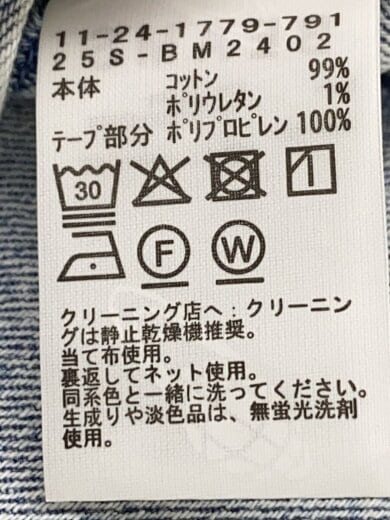 11-24-1779-791
25S-BM2402
本体 コットン 99%
ポリウレタン 1%
テープ部分 ポリプロピレン 100%
30
F W
クリーニング店へ：クリーニン
グは静止乾燥機推奨。
当て布使用。
裏返してネット使用。
同系色と一緒に洗ってください。
生成りや淡色品は、無蛍光洗剤
使用。